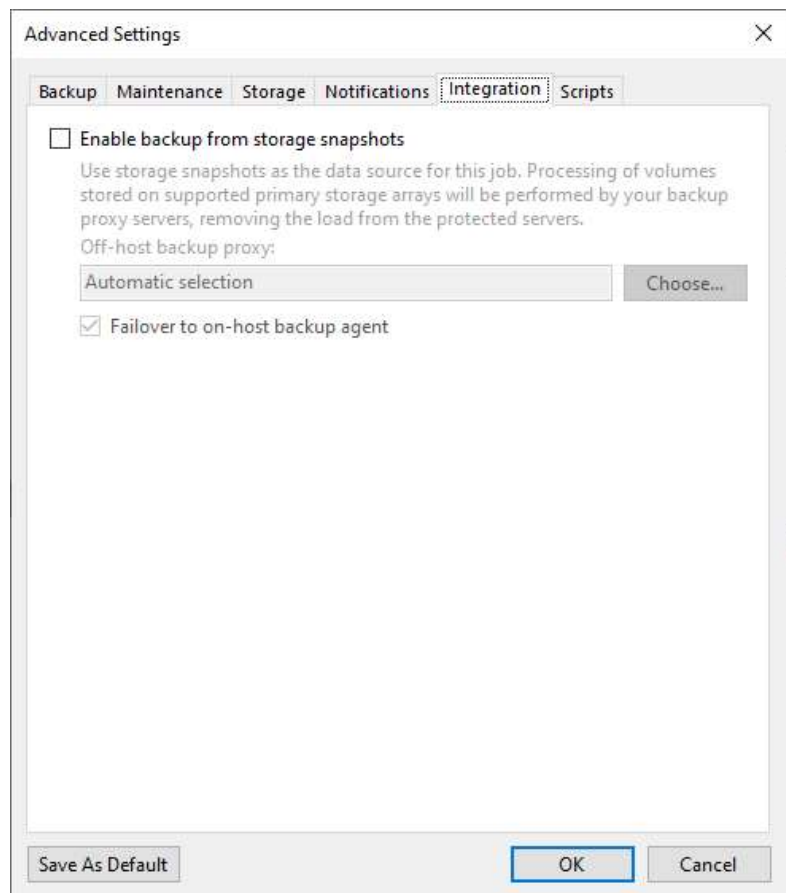 Advanced Settings
Backup Maintenance Storage Notifications Integration Scripts
Enable backup from storage snapshots
Use storage snapshots as the data source for this job. Processing of volumes
stored on supported primary storage arrays will be performed by your backup
proxy servers, removing the load from the protected servers.
Off-host backup proxy:
Automatic selection Choose...
Failover to on-host backup agent
Save As Default OK Cancel